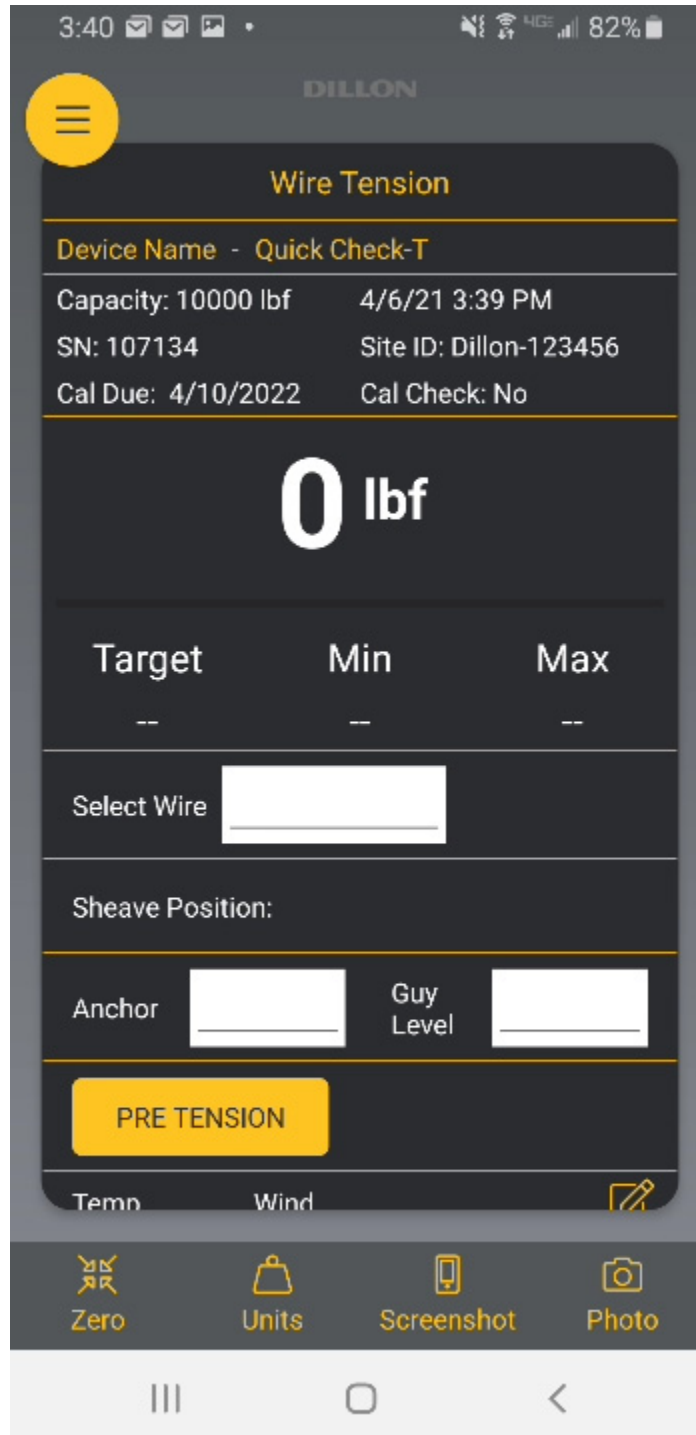 3:40 82%
DILLON
Wire Tension
Device Name - Quick Check-T
Capacity: 10000 lbf 4/6/21 3:39 PM
SN: 107134 Site ID: Dillon-123456
Cal Due: 4/10/2022 Cal Check: No
0 lbf
Target Min Max
-- -- --
Select Wire
Sheave Position:
Anchor Guy
Level
PRE TENSION
Temp Wind
Zero Units Screenshot Photo